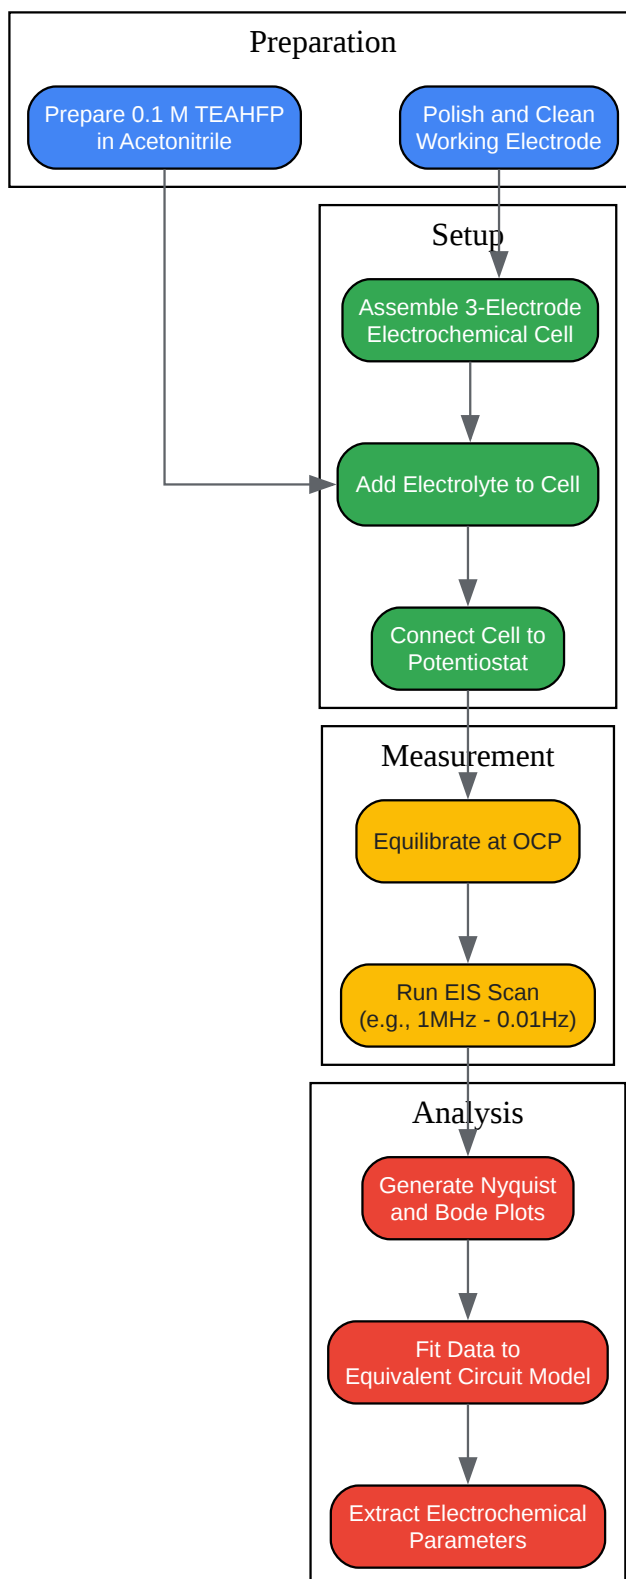 Preparation
Prepare 0.1 M TEAHFP
in Acetonitrile
Polish and Clean
Working Electrode
Setup
Assemble 3-Electrode
Electrochemical Cell
Add Electrolyte to Cell
Connect Cell to
Potentiostat
Measurement
Equilibrate at OCP
Run EIS Scan
(e.g., 1MHz - 0.01Hz)
Analysis
Generate Nyquist
and Bode Plots
Fit Data to
Equivalent Circuit Model
Extract Electrochemical
Parameters